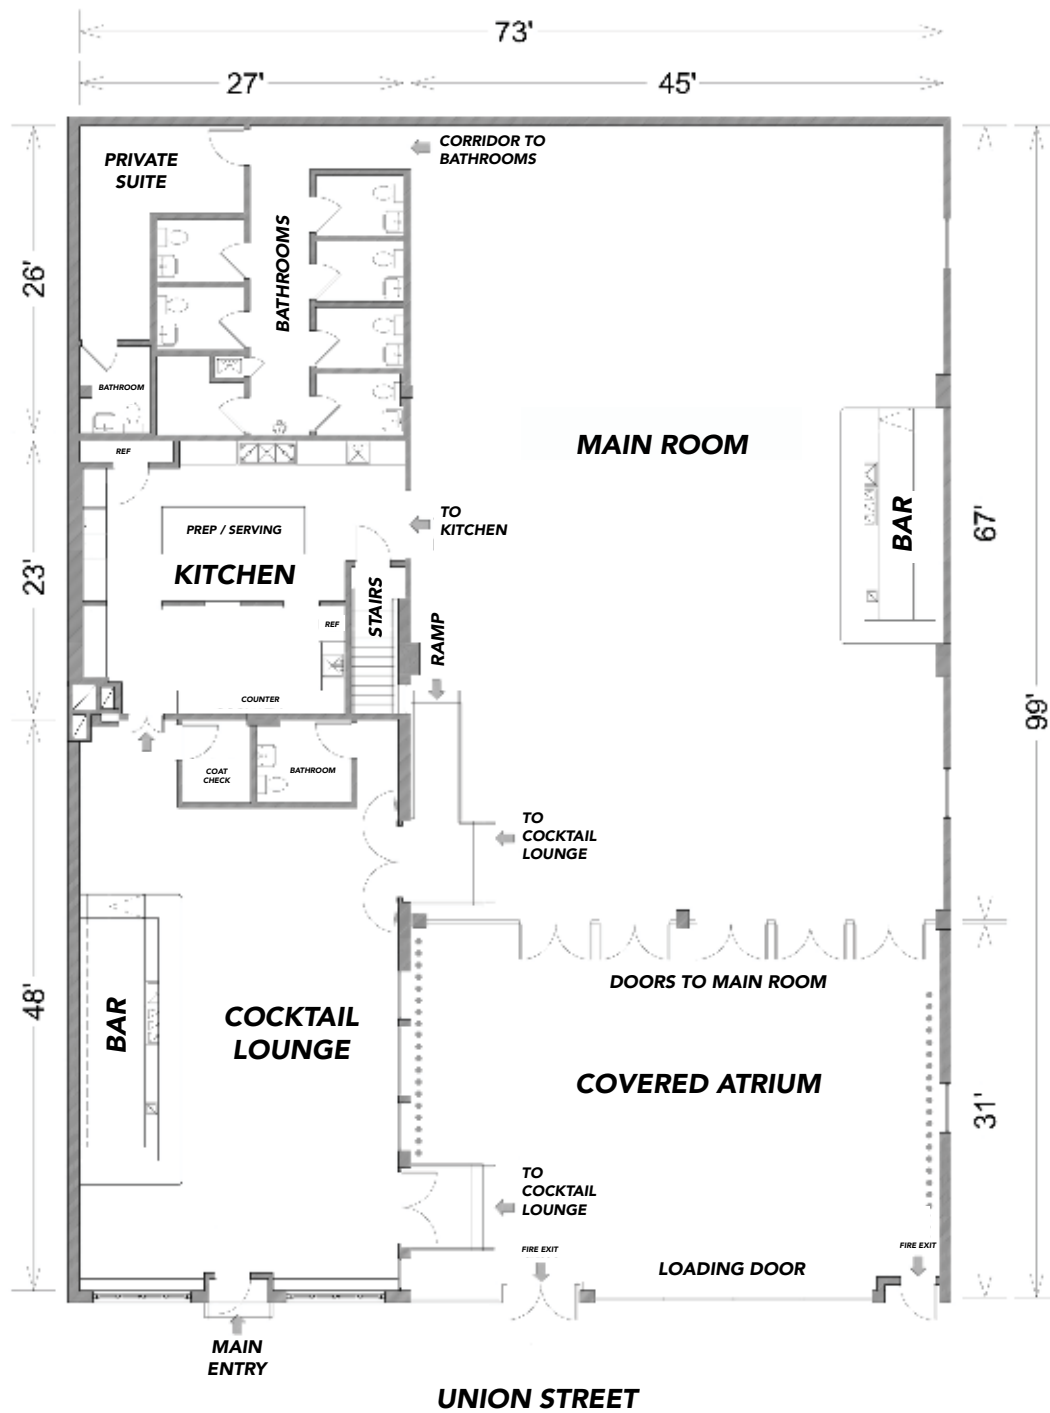 73'
27'
45'
CORRIDOR TO
BATHROOMS
PRIVATE
SUITE
BATHROOMS
26'
BATHROOM
MAIN ROOM
REF
BAR
TO
KITCHEN
67'
PREP / SERVING
KITCHEN
23'
STAIRS
REF
RAMP
COUNTER
99'
COAT
CHECK
BATHROOM
TO
COCKTAIL
LOUNGE
DOORS TO MAIN ROOM
48'
BAR
COCKTAIL
LOUNGE
COVERED ATRIUM
31'
TO
COCKTAIL
LOUNGE
FIRE EXIT
FIRE EXIT
LOADING DOOR
MAIN
ENTRY
UNION STREET